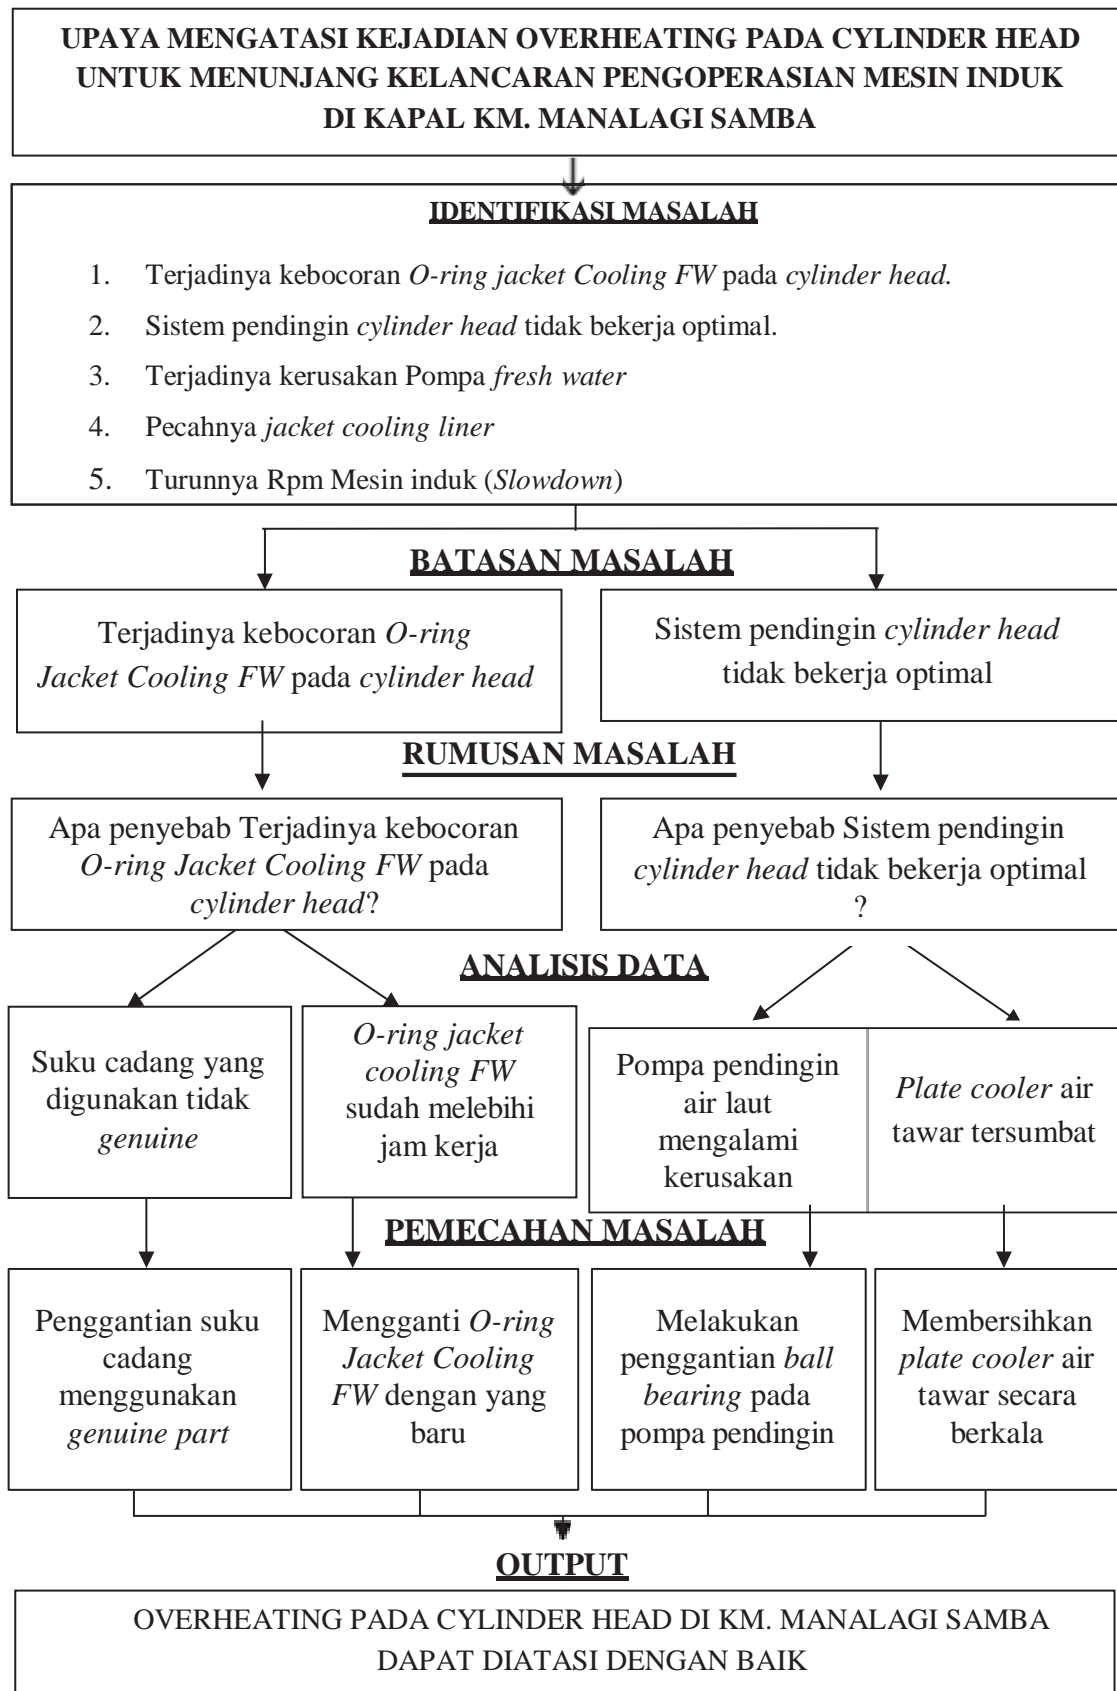 UPAYA MENGATASI KEJADIAN OVERHEATING PADA CYLINDER HEAD
UNTUK MENUNJANG KELANCARAN PENGOPERASIAN MESIN INDUK
DI KAPAL KM. MANALAGI SAMBA
IDENTIFIKASI MASALAH
1. Terjadinya kebocoran O-ring jacket Cooling FW pada cylinder head.
2. Sistem pendingin cylinder head tidak bekerja optimal.
3. Terjadinya kerusakan Pompa fresh water
4. Pecahnya jacket cooling liner
5. Turunnya Rpm Mesin induk (Slowdown)
BATASAN MASALAH
Terjadinya kebocoran O-ring
Jacket Cooling FW pada cylinder head
Sistem pendingin cylinder head
tidak bekerja optimal
RUMUSAN MASALAH
Apa penyebab Terjadinya kebocoran
O-ring Jacket Cooling FW pada
cylinder head?
Apa penyebab Sistem pendingin
cylinder head tidak bekerja optimal
?
ANALISIS DATA
Suku cadang yang
digunakan tidak
genuine
O-ring jacket
cooling FW
sudah melebihi
jam kerja
Pompa pendingin
air laut
mengalami
kerusakan
Plate cooler air
tawar tersumbat
PEMECAHAN MASALAH
Penggantian suku
cadang
menggunakan
genuine part
Mengganti O-ring
Jacket Cooling
FW dengan yang
baru
Melakukan
penggantian ball
bearing pada
pompa pendingin
Membersihkan
plate cooler air
tawar secara
berkala
OUTPUT
OVERHEATING PADA CYLINDER HEAD DI KM. MANALAGI SAMBA
DAPAT DIATASI DENGAN BAIK